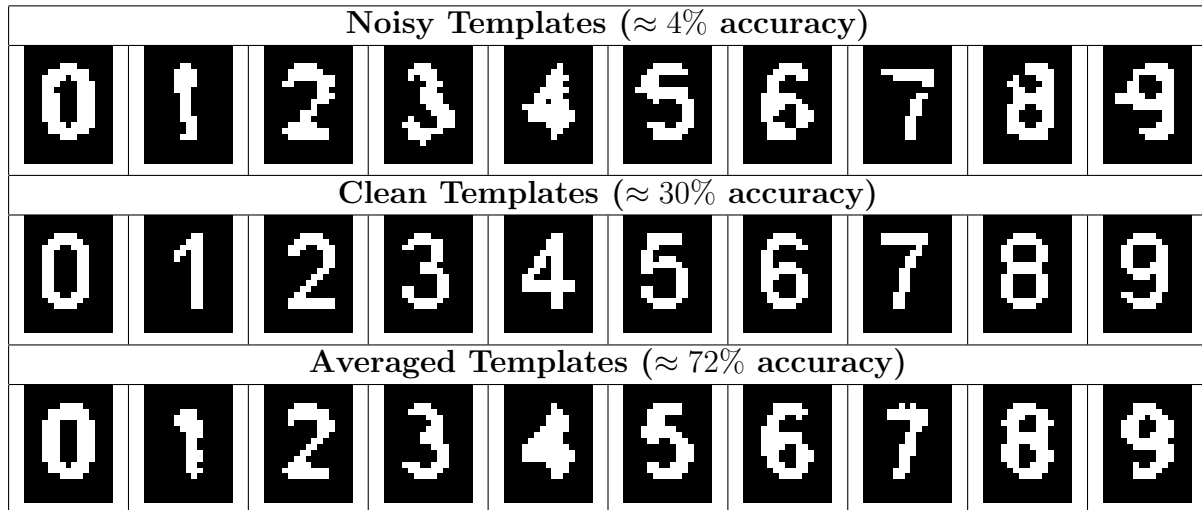 Noisy Templates (≈ 4% accuracy)
0 1 2 3 4 5 6 7 8 9
Clean Templates (≈ 30% accuracy)
0 1 2 3 4 5 6 7 8 9
Averaged Templates (≈ 72% accuracy)
0 1 2 3 4 5 6 7 8 9